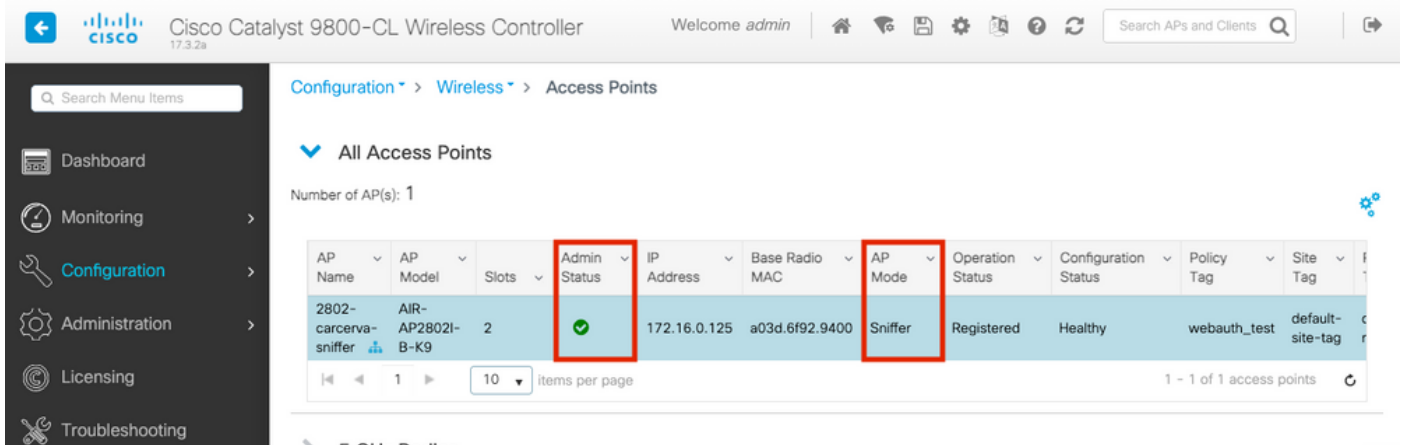 CISCO
Cisco Catalyst 9800-CL Wireless Controller
17.3.2a
Welcome admin
Search APs and Clients
Search Menu Items
Dashboard
Monitoring
Configuration
Administration
Licensing
Troubleshooting
Configuration > Wireless > Access Points
All Access Points
Number of AP(s): 1
AP Name
AP Model
Slots
Admin Status
IP Address
Base Radio MAC
AP Mode
Operation Status
Configuration Status
Policy Tag
Site Tag
2802-carcerva-sniffer
AIR-AP2802I-B-K9
2
172.16.0.125
a03d.6f92.9400
Sniffer
Registered
Healthy
webauth_test
default-site-tag
1
10
items per page
1 - 1 of 1 access points